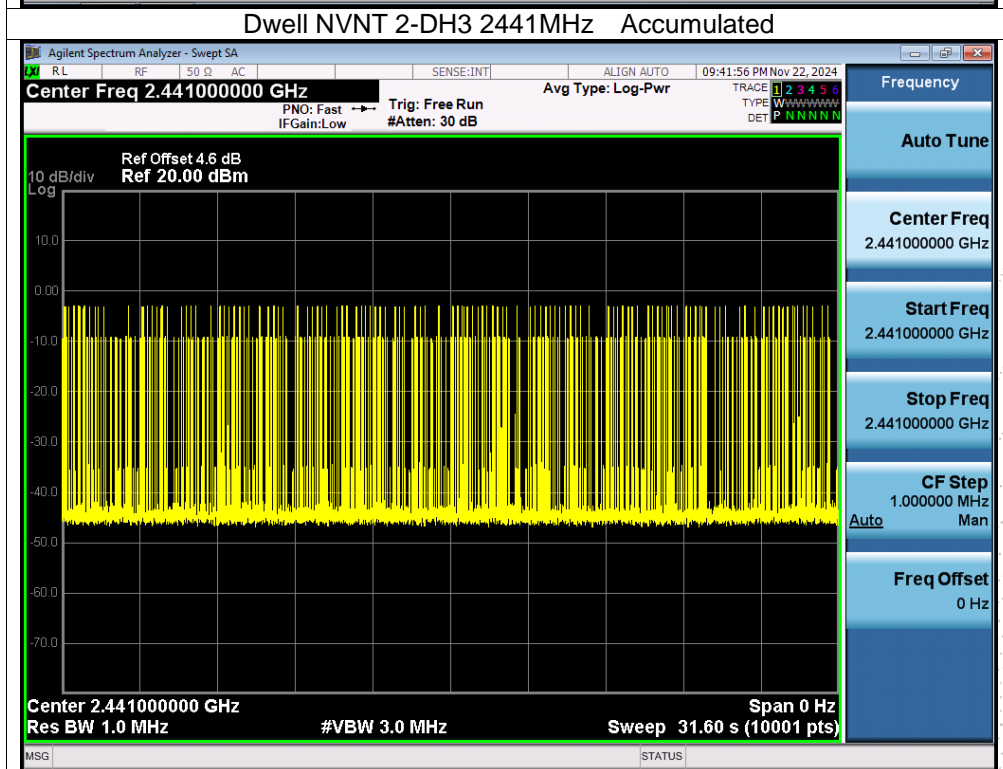 Dwell NVNT 2-DH3 2441MHz Accumulated
Agilent Spectrum Analyzer - Swept SA
LXI RL RF 50 Ω AC SENSE:INT ALIGN AUTO 09:41:56 PM Nov 22, 2024
Center Freq 2.441000000 GHz
PNO: Fast
IFGain:Low
Trig: Free Run
#Atten: 30 dB
Avg Type: Log-Pwr
TRACE 1 2 3 4 5 6
TYPE W W W W W W
DET P N N N N N
Frequency
Auto Tune
Center Freq
2.441000000 GHz
Start Freq
2.441000000 GHz
Stop Freq
2.441000000 GHz
CF Step
1.000000 MHz
Auto Man
Freq Offset
0 Hz
Ref Offset 4.6 dB
10 dB/div Ref 20.00 dBm
Log
10.0
0.00
-10.0
-20.0
-30.0
-40.0
-50.0
-60.0
-70.0
Center 2.441000000 GHz Span 0 Hz
Res BW 1.0 MHz #VBW 3.0 MHz Sweep 31.60 s (10001 pts)
MSG STATUS